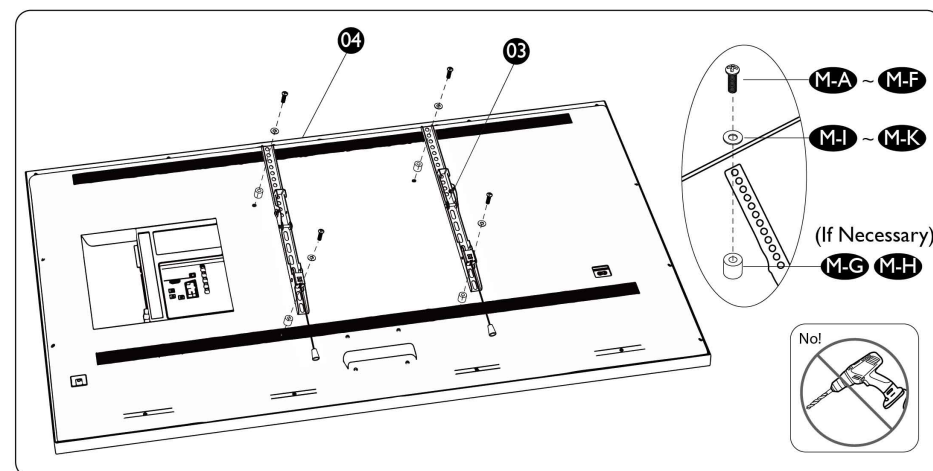 04
03
M-A ~ M-F
M-I ~ M-K
(If Necessary)
M-G M-H
No!